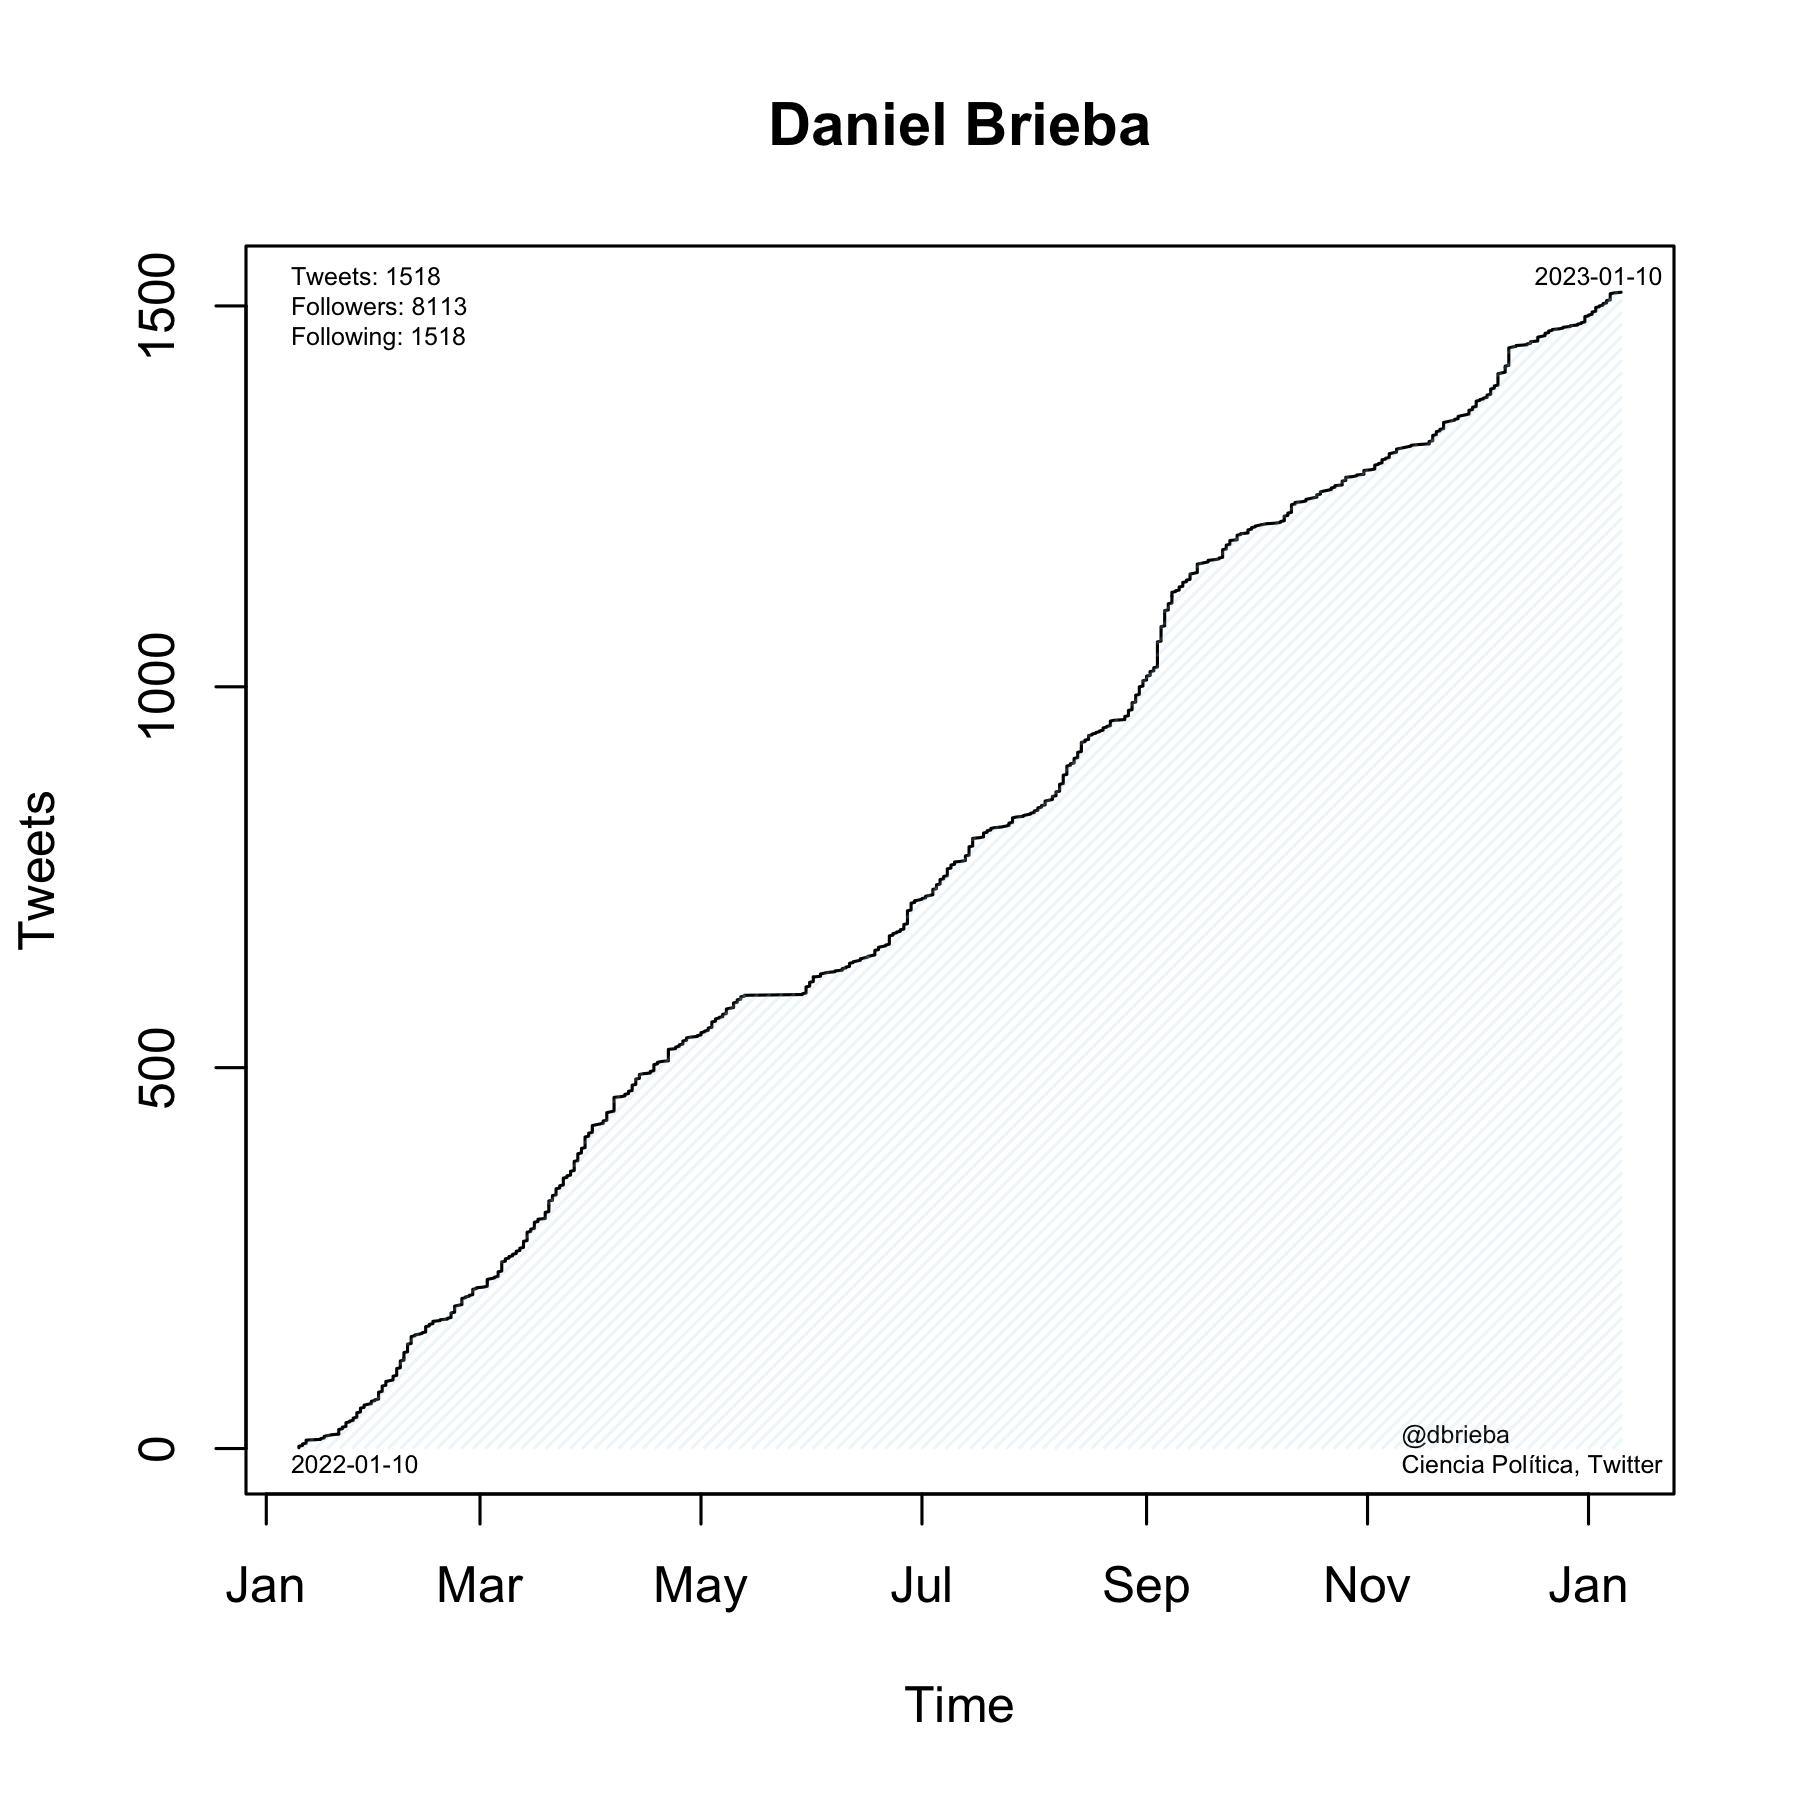 Daniel Brieba
Tweets: 1518
Followers: 8113
Following: 1518
2023-01-10
1500
1000
500
0
Tweets
2022-01-10
@dbrieba
Ciencia Política, Twitter
Jan Mar May Jul Sep Nov Jan
Time